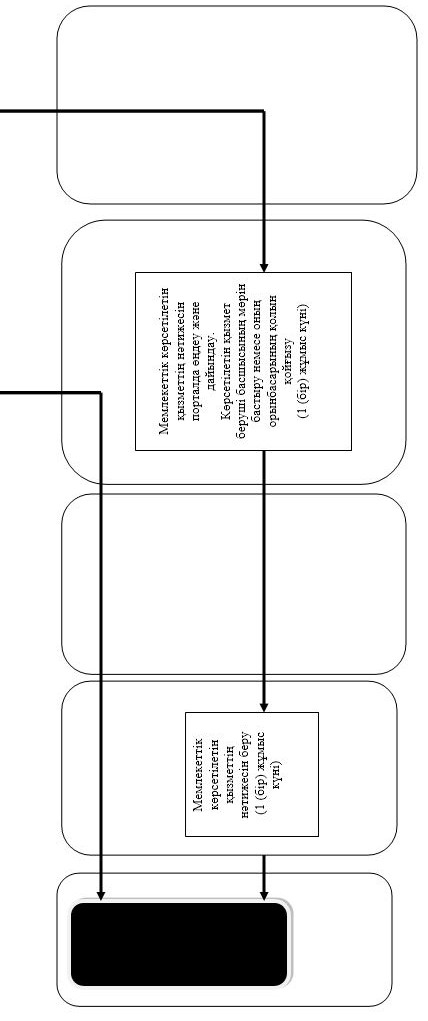 Мемлекеттік көрсетілетін
қызметтің нәтижесін
порталда өңдеу және
дайындау.
Көрсетілетін қызмет
беруші басшысының мөрін
бастыру немесе оның
орынбасарының қолын
қойғызу
(1 (бір) жұмыс күні)
Мемлекеттік
көрсетілетін
қызметтің
нәтижесін беру
(1 (бір) жұмыс
күні)